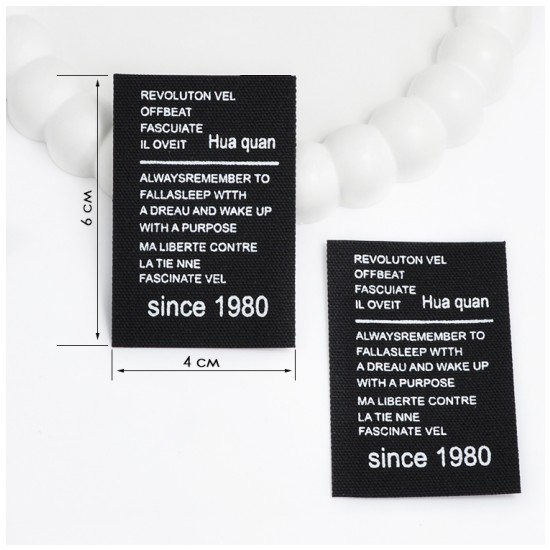 REVOLUTON VEL
OFFBEAT
FASCUIATE
IL OVEIT Hua quan
ALWAYSREMEMBER TO
FALLASLEEP WTTH
A DREAU AND WAKE UP
WITH A PURPOSE
MA LIBERTE CONTRE
LA TIE NNE
FASCINATE VEL
since 1980
6 см
4 см
REVOLUTON VEL
OFFBEAT
FASCUIATE
IL OVEIT Hua quan
ALWAYSREMEMBER TO
FALLASLEEP WTTH
A DREAU AND WAKE UP
WITH A PURPOSE
MA LIBERTE CONTRE
LA TIE NNE
FASCINATE VEL
since 1980